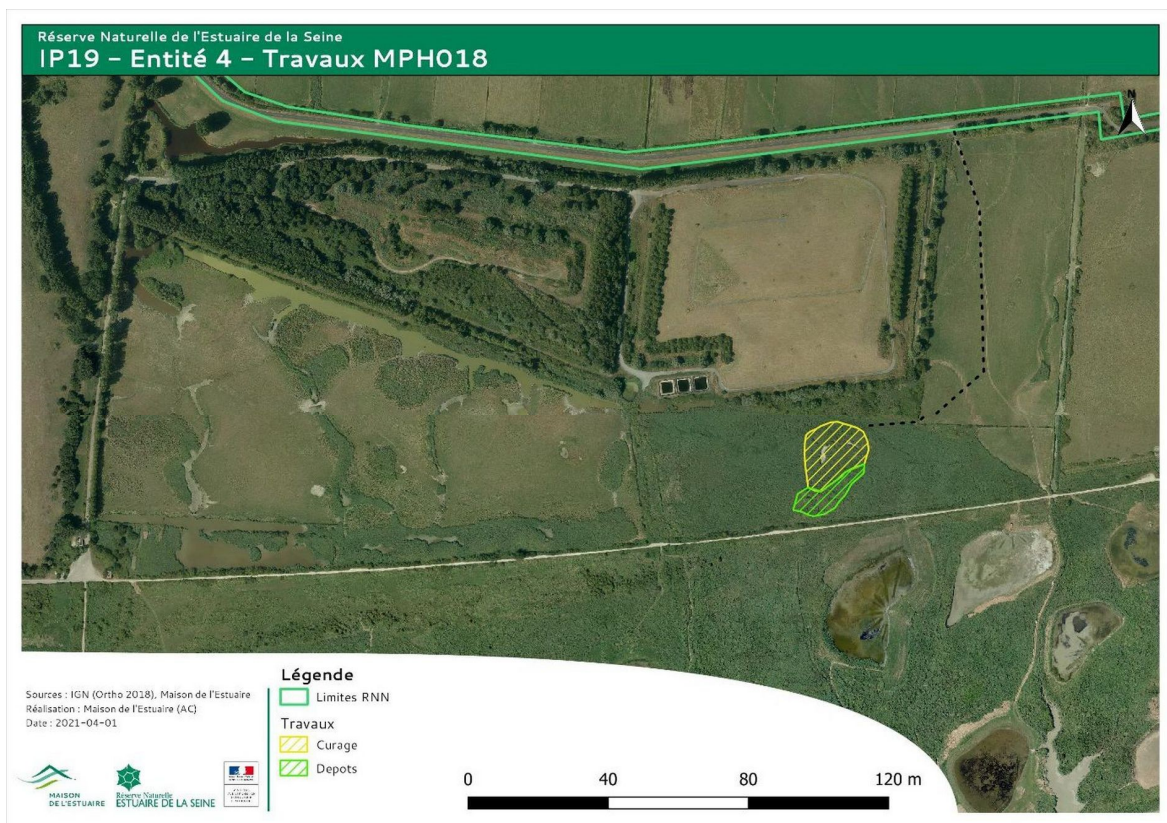 Réserve Naturelle de l'Estuaire de la Seine
IP19 - Entité 4 - Travaux MPH018
N
Légende
Limites RNN
Travaux
Curage
Depots
Sources : IGN (Ortho 2018), Maison de l'Estuaire
Réalisation : Maison de l'Estuaire (AC)
Date : 2021-04-01
MAISON
DE L'ESTUAIRE
Réserve Naturelle
ESTUAIRE DE LA SEINE
0 40 80 120 m